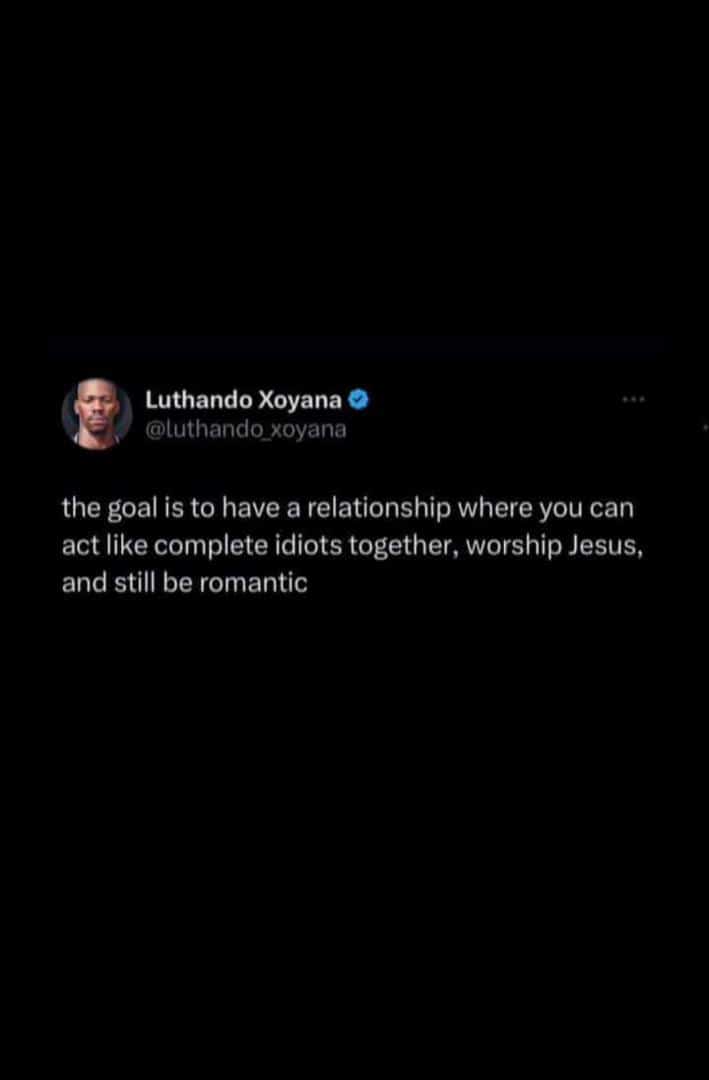 Luthando Xoyana
@luthando_xoyana
the goal is to have a relationship where you can
act like complete idiots together, worship Jesus,
and still be romantic